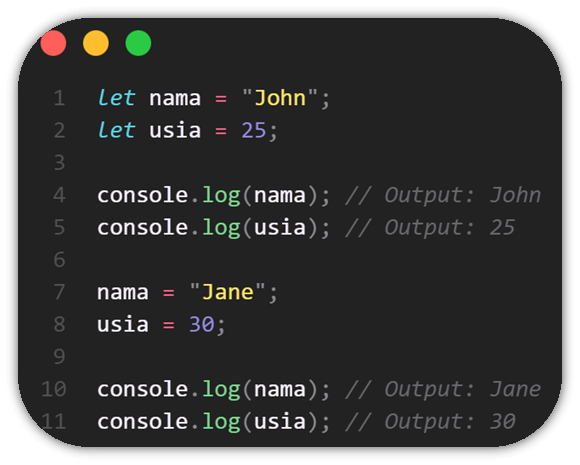 1 let nama = "John";
2 let usia = 25;
3
4 console.log(nama); // Output: John
5 console.log(usia); // Output: 25
6
7 nama = "Jane";
8 usia = 30;
9
10 console.log(nama); // Output: Jane
11 console.log(usia); // Output: 30